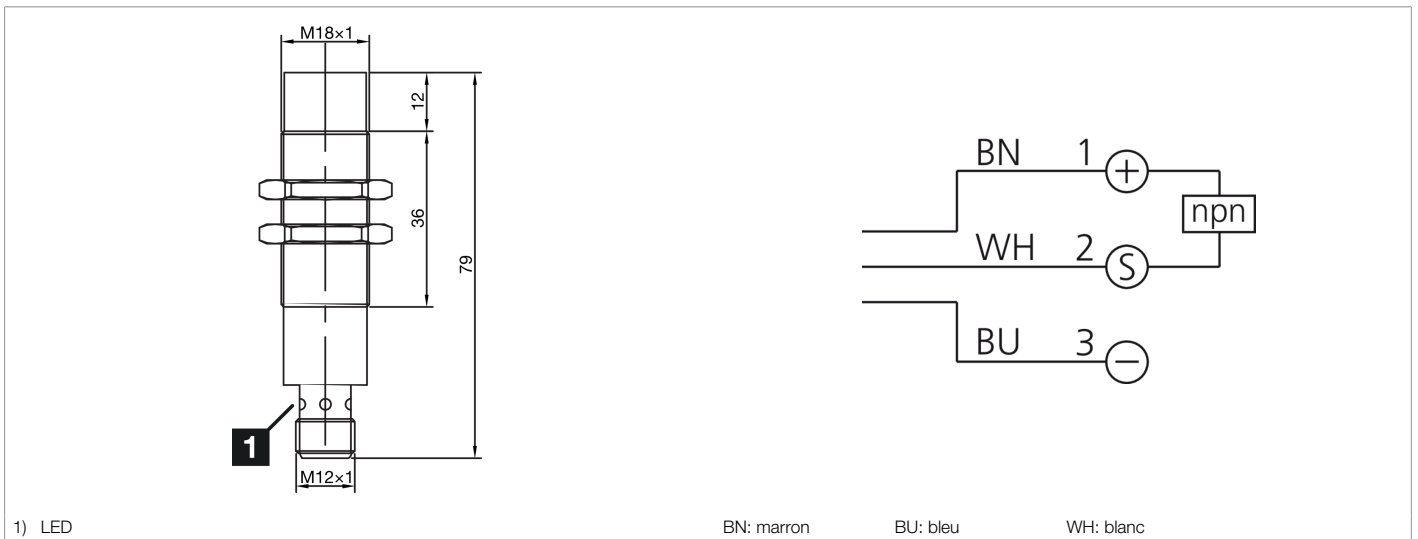 M18×1
12
36
79
1
M12×1
BN 1 +
npn
WH 2 S
BU 3 −
1) LED
BN: marron BU: bleu WH: blanc